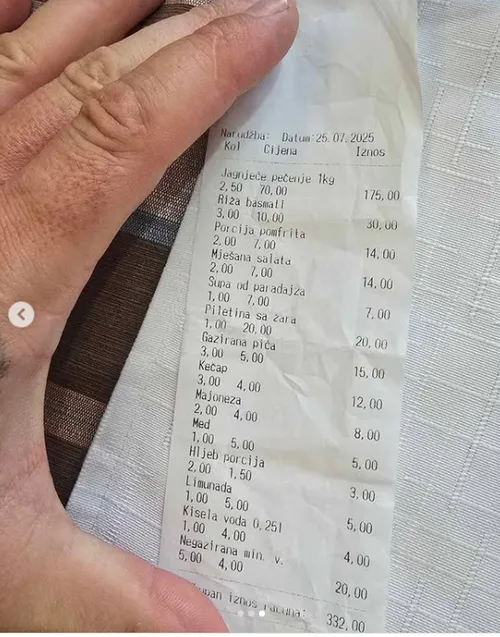 Narudžba: Datum:25.07.2025
Kol Cijena Iznos
Jagnjeće pečenje 1kg
2,50 70,00 175,00
Riža basmati
3,00 10,00 30,00
Porcija pomfrita
2,00 7,00 14,00
Mješana salata
2,00 7,00 14,00
Supa od paradajza
1,00 7,00 7,00
Piletina sa žara
1,00 20,00 20,00
Gazirana pića
3,00 5,00 15,00
Kečap
3,00 4,00 12,00
Majoneza
2,00 4,00 8,00
Med
1,00 5,00 5,00
Hljeb porcija
2,00 1,50 3,00
Limunada
1,00 5,00 5,00
Kisela voda 0,25l
1,00 4,00 4,00
Negazirana min. v.
5,00 4,00 20,00
iznos računa: 332,00